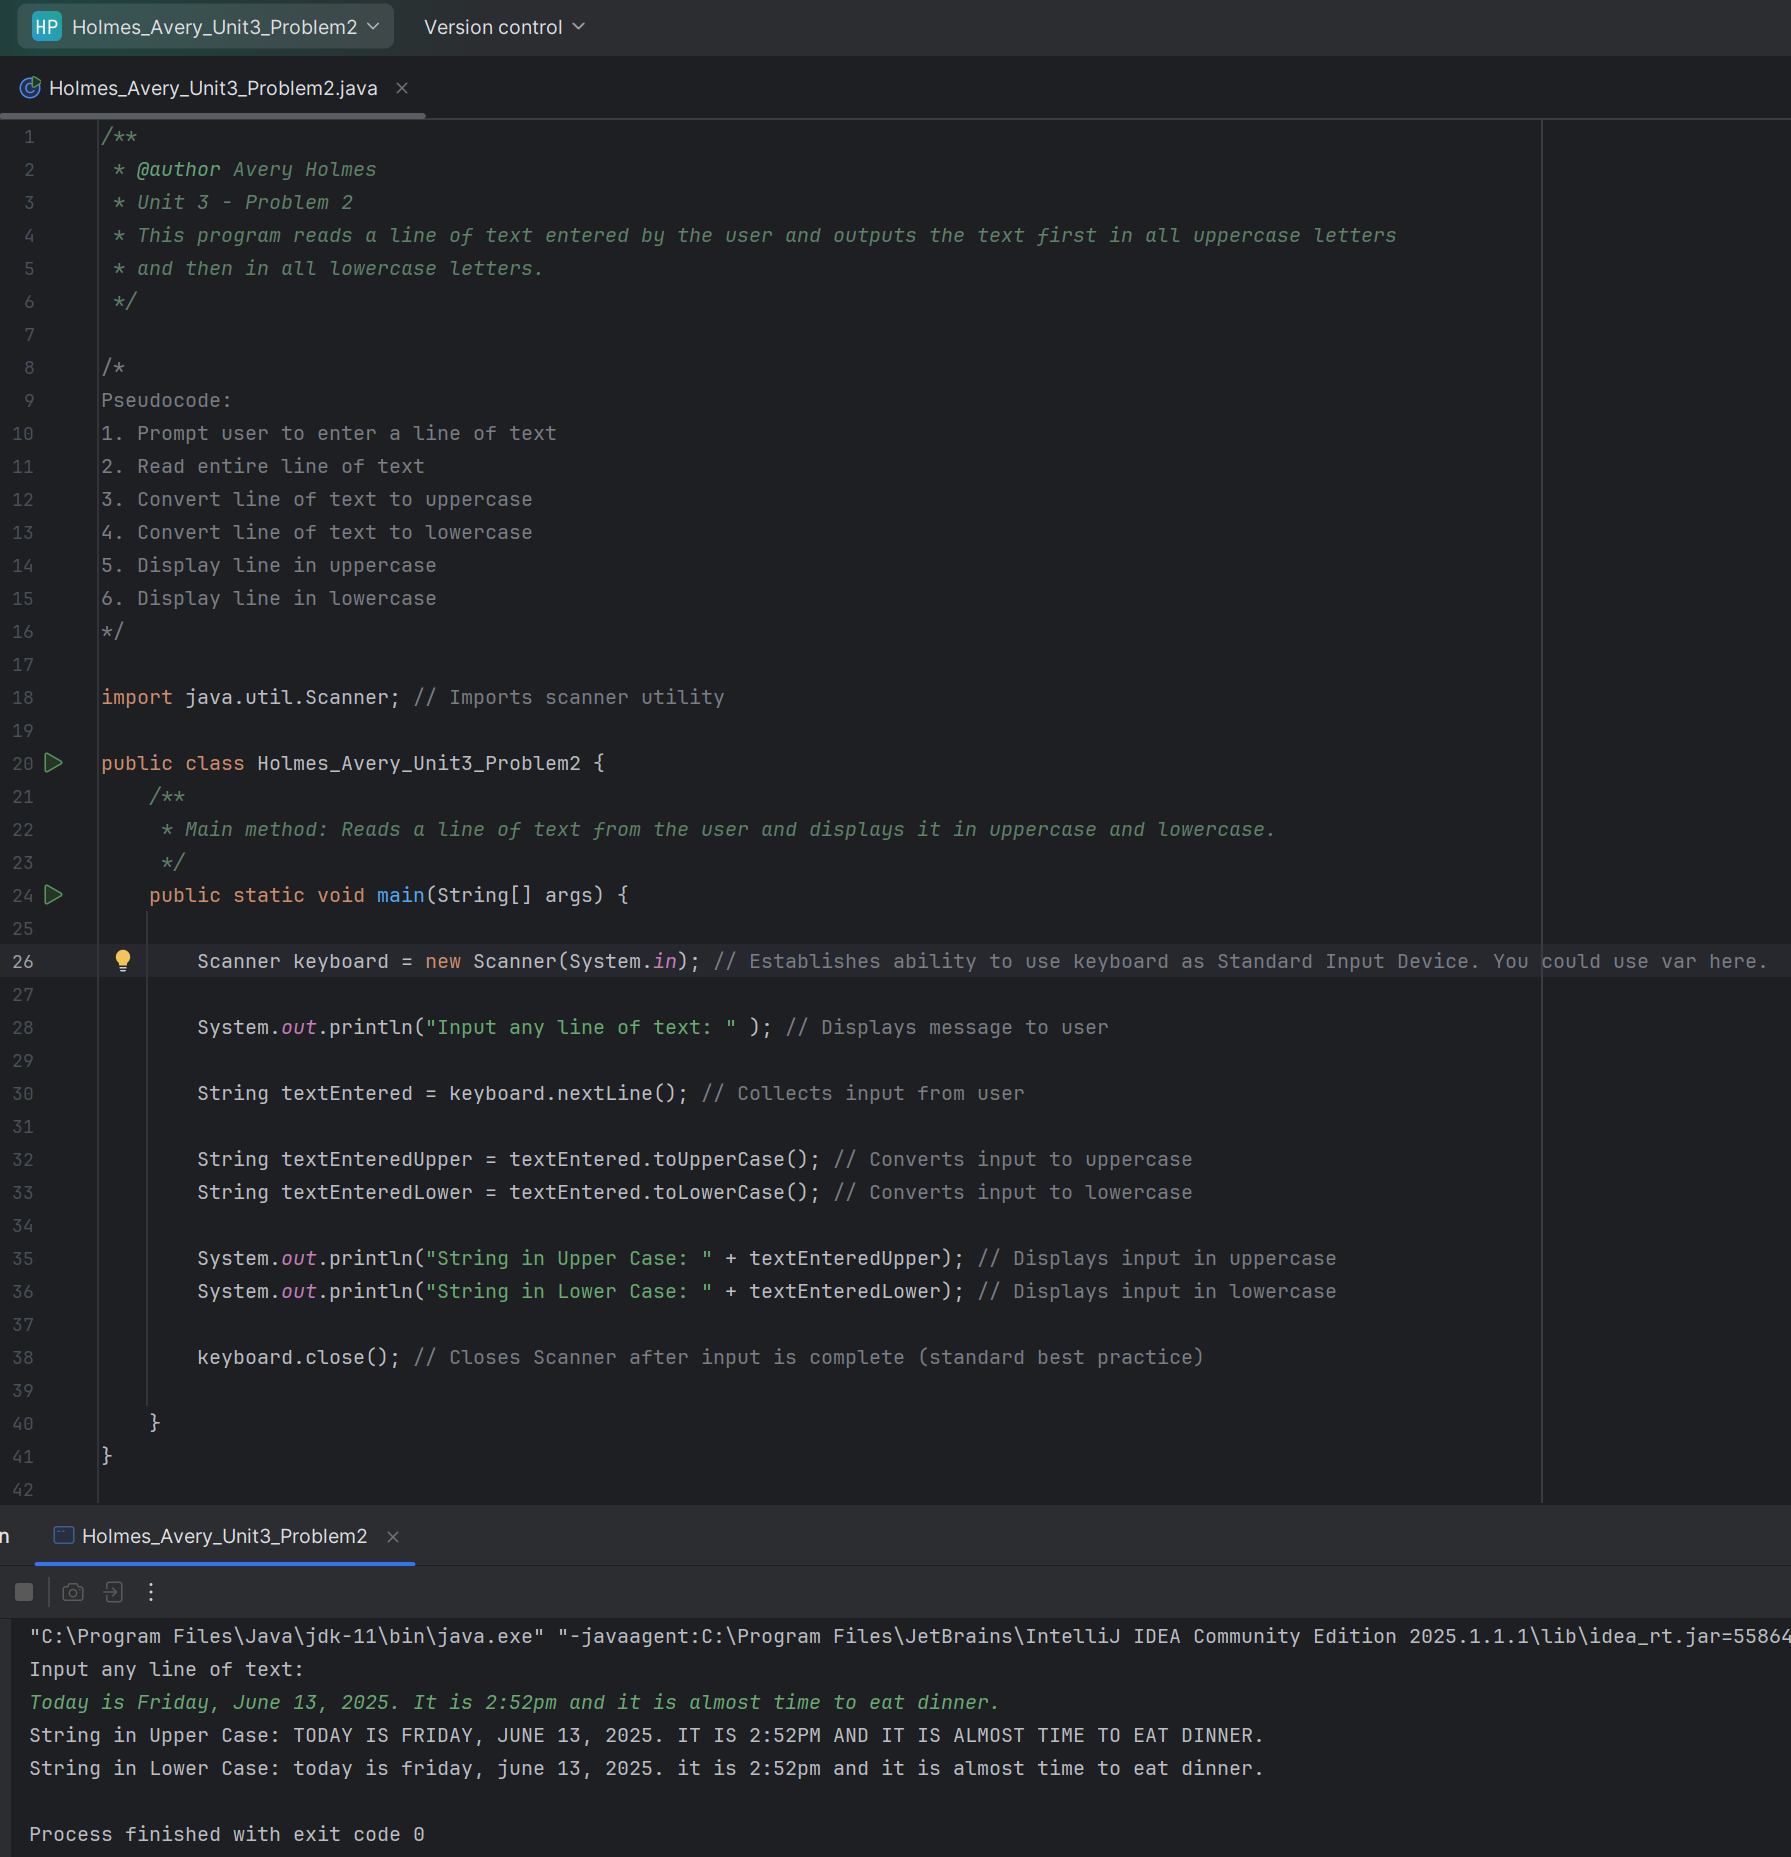 HP Holmes_Avery_Unit3_Problem2 Version control
Holmes_Avery_Unit3_Problem2.java
1 /**
2  * @author Avery Holmes
3  * Unit 3 - Problem 2
4  * This program reads a line of text entered by the user and outputs the text first in all uppercase letters
5  * and then in all lowercase letters.
6  */
7
8 /*
9 Pseudocode:
10 1. Prompt user to enter a line of text
11 2. Read entire line of text
12 3. Convert line of text to uppercase
13 4. Convert line of text to lowercase
14 5. Display line in uppercase
15 6. Display line in lowercase
16 */
17
18 import java.util.Scanner; // Imports scanner utility
19
20 public class Holmes_Avery_Unit3_Problem2 {
21     /**
22      * Main method: Reads a line of text from the user and displays it in uppercase and lowercase.
23      */
24     public static void main(String[] args) {
25
26         Scanner keyboard = new Scanner(System.in); // Establishes ability to use keyboard as Standard Input Device. You could use var here.
27
28         System.out.println("Input any line of text: " ); // Displays message to user
29
30         String textEntered = keyboard.nextLine(); // Collects input from user
31
32         String textEnteredUpper = textEntered.toUpperCase(); // Converts input to uppercase
33         String textEnteredLower = textEntered.toLowerCase(); // Converts input to lowercase
34
35         System.out.println("String in Upper Case: " + textEnteredUpper); // Displays input in uppercase
36         System.out.println("String in Lower Case: " + textEnteredLower); // Displays input in lowercase
37
38         keyboard.close(); // Closes Scanner after input is complete (standard best practice)
39
40     }
41 }
42
n Holmes_Avery_Unit3_Problem2
"C:\Program Files\Java\jdk-11\bin\java.exe" "-javaagent:C:\Program Files\JetBrains\IntelliJ IDEA Community Edition 2025.1.1.1\lib\idea_rt.jar=55864
Input any line of text:
Today is Friday, June 13, 2025. It is 2:52pm and it is almost time to eat dinner.
String in Upper Case: TODAY IS FRIDAY, JUNE 13, 2025. IT IS 2:52PM AND IT IS ALMOST TIME TO EAT DINNER.
String in Lower Case: today is friday, june 13, 2025. it is 2:52pm and it is almost time to eat dinner.

Process finished with exit code 0